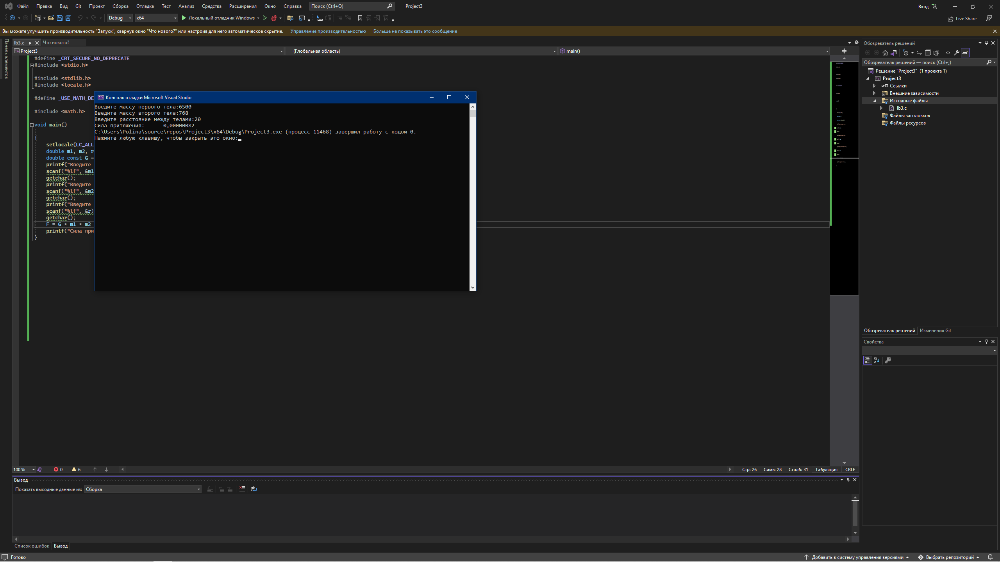 Файл Правка Вид Git Проект Сборка Отладка Тест Анализ Средства Расширения Окно Справка Поиск (Ctrl+Q) Project3 Вход
Debug x64 Локальный отладчик Windows Live Share
Вы можете улучшить производительность "Запуск", свернув окно "Что нового?" или настроив для него автоматическое скрытие. Управление производительностью Больше не показывать это сообщение
Панель элементов
lb3.c Что нового?
Project3 (Глобальная область) main()
#define _CRT_SECURE_NO_DEPRECATE
#include <stdio.h>
#include <stdlib.h>
#include <locale.h>
#define _USE_MATH_DE
#include <math.h>
void main()
{
setlocale(LC_ALL
double m1, m2, r
double const G =
printf("Введите
scanf("%lf", &m1
getchar();
printf("Введите
scanf("%lf", &m2
getchar();
printf("Введите
scanf("%lf", &r)
getchar();
F = G * m1 * m2
printf("Сила при
}
Консоль отладки Microsoft Visual Studio
Введите массу первого тела:6500
Введите массу второго тела:768
Введите расстояние между телами:20
Сила притяжения: 0,00000082
C:\Users\Polina\source\repos\Project3\x64\Debug\Project3.exe (процесс 11468) завершил работу с кодом 0.
Нажмите любую клавишу, чтобы закрыть это окно:
Обозреватель решений
Обозреватель решений — поиск (Ctrl+;)
Решение "Project3" (1 проекта 1)
Project3
Ссылки
Внешние зависимости
Исходные файлы
lb3.c
Файлы заголовков
Файлы ресурсов
Обозреватель решений Изменения Git
Свойства
100 % 0 6 Стр: 26 Симв: 28 Столб: 31 Табуляция CRLF
Вывод
Показать выходные данные из: Сборка
Список ошибок Вывод
Готово Добавить в систему управления версиями Выбрать репозиторий